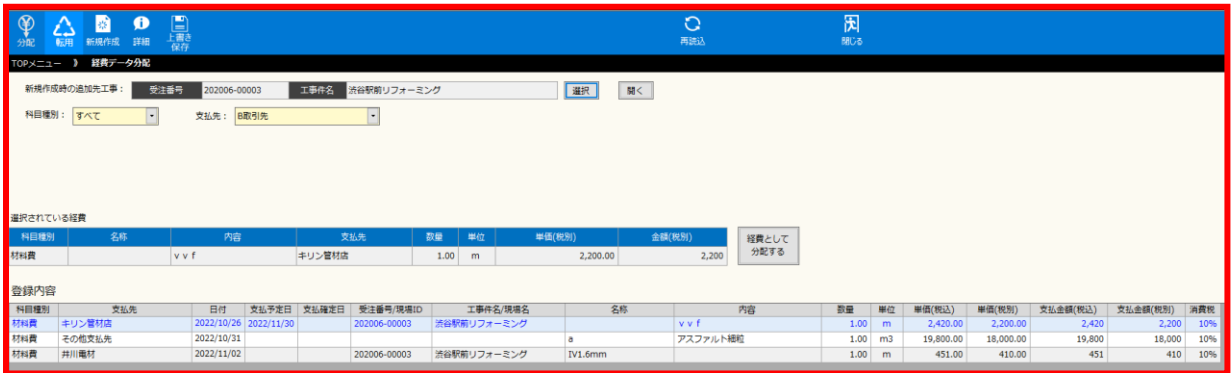 分配 転用 新規作成 詳細 上書き保存 再読込 閉じる
TOPメニュー 》 経費データ分配
新規作成時の追加先工事： 受注番号 202006-00003 工事件名 渋谷駅前リフォーミング 選択 開く
科目種別： すべて 支払先： B取引先
選択されている経費
科目種別 名称 内容 支払先 数量 単位 単価(税別) 金額(税別) 経費として分配する
材料費 ｖｖｆ キリン管材店 1.00 m 2,200.00 2,200
登録内容
科目種別 支払先 日付 支払予定日 支払確定日 受注番号/現場ID 工事件名/現場名 名称 内容 数量 単位 単価(税込) 単価(税別) 支払金額(税込) 支払金額(税別) 消費税
材料費 キリン管材店 2022/10/26 2022/11/30 202006-00003 渋谷駅前リフォーミング ｖｖｆ 1.00 m 2,420.00 2,200.00 2,420 2,200 10%
材料費 その他支払先 2022/10/31 a アスファルト細粒 1.00 m3 19,800.00 18,000.00 19,800 18,000 10%
材料費 井川電材 2022/11/02 202006-00003 渋谷駅前リフォーミング IV1.6mm 1.00 m 451.00 410.00 451 410 10%